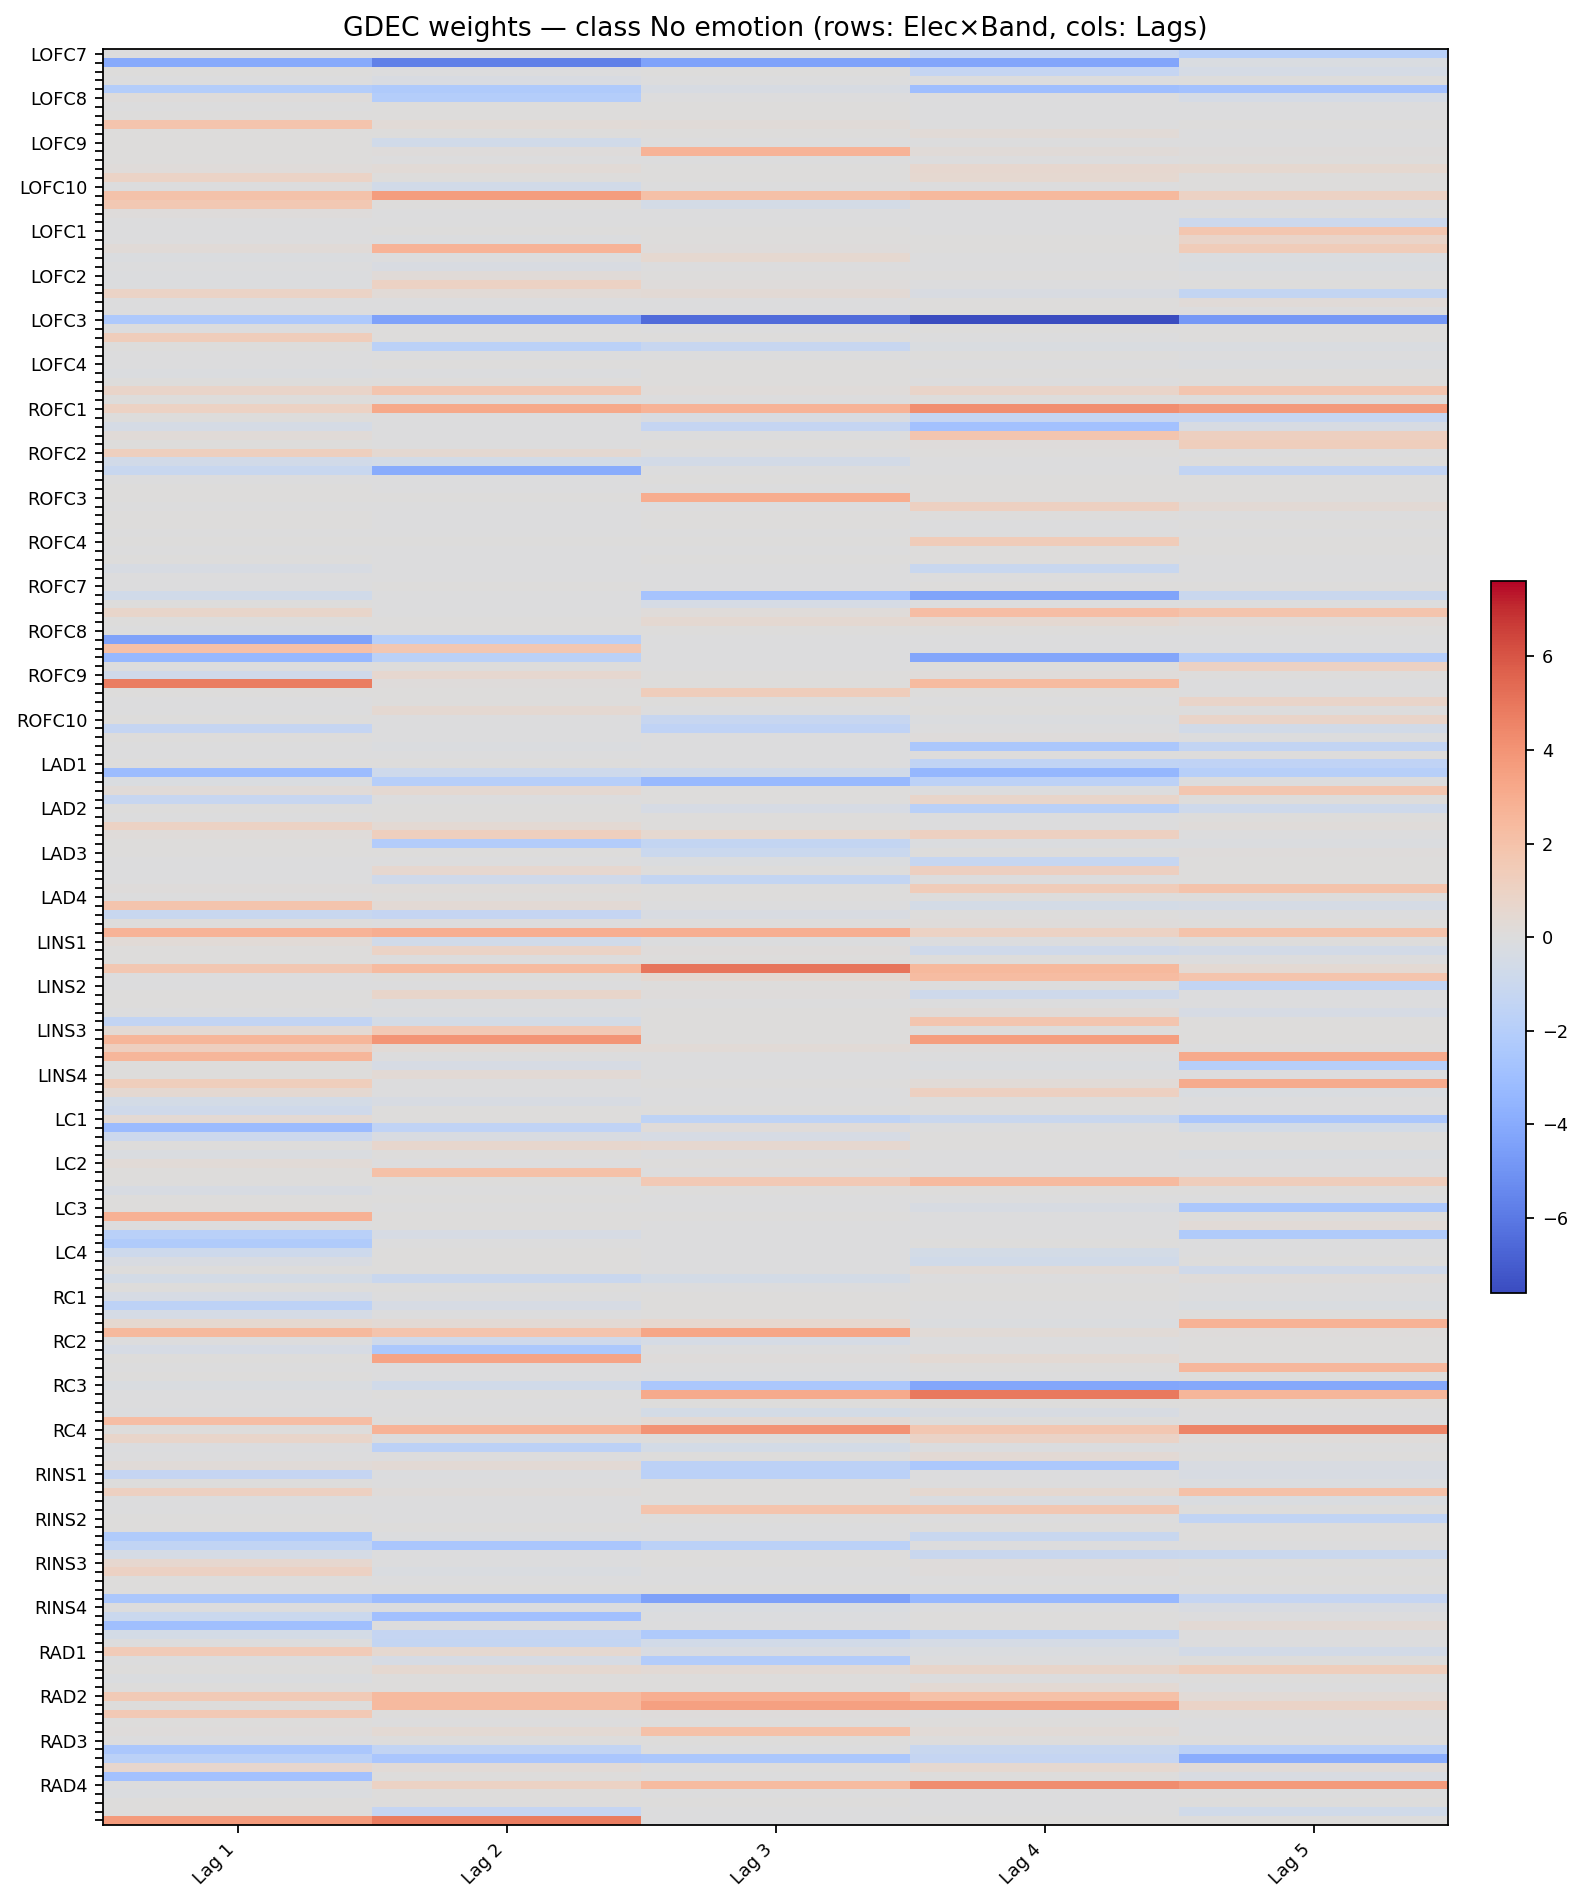 GDEC weights — class No emotion (rows: Elec×Band, cols: Lags)
LOFC7
LOFC8
LOFC9
LOFC10
LOFC1
LOFC2
LOFC3
LOFC4
ROFC1
ROFC2
ROFC3
ROFC4
ROFC7
ROFC8
ROFC9
ROFC10
LAD1
LAD2
LAD3
LAD4
LINS1
LINS2
LINS3
LINS4
LC1
LC2
LC3
LC4
RC1
RC2
RC3
RC4
RINS1
RINS2
RINS3
RINS4
RAD1
RAD2
RAD3
RAD4
Lag 1
Lag 2
Lag 3
Lag 4
Lag 5
6
4
2
0
−2
−4
−6